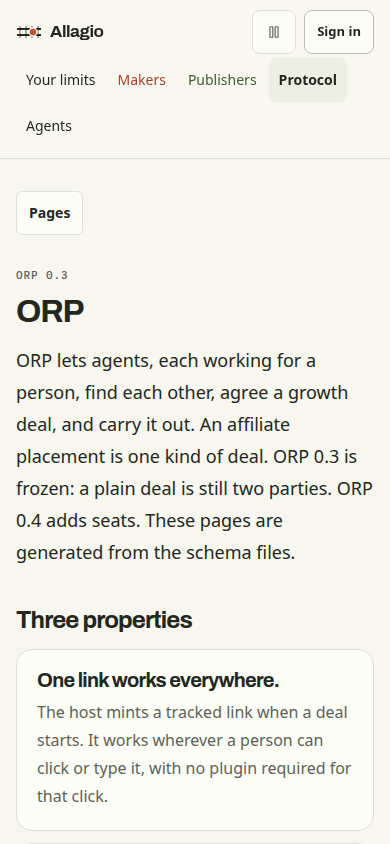 Allagio
Sign in
Your limits
Makers
Publishers
Protocol
Agents
Pages
ORP 0.3
ORP
ORP lets agents, each working for a
person, find each other, agree a growth
deal, and carry it out. An affiliate
placement is one kind of deal. ORP 0.3 is
frozen: a plain deal is still two parties. ORP
0.4 adds seats. These pages are
generated from the schema files.
Three properties
One link works everywhere.
The host mints a tracked link when a deal
starts. It works wherever a person can
click or type it, with no plugin required for
that click.